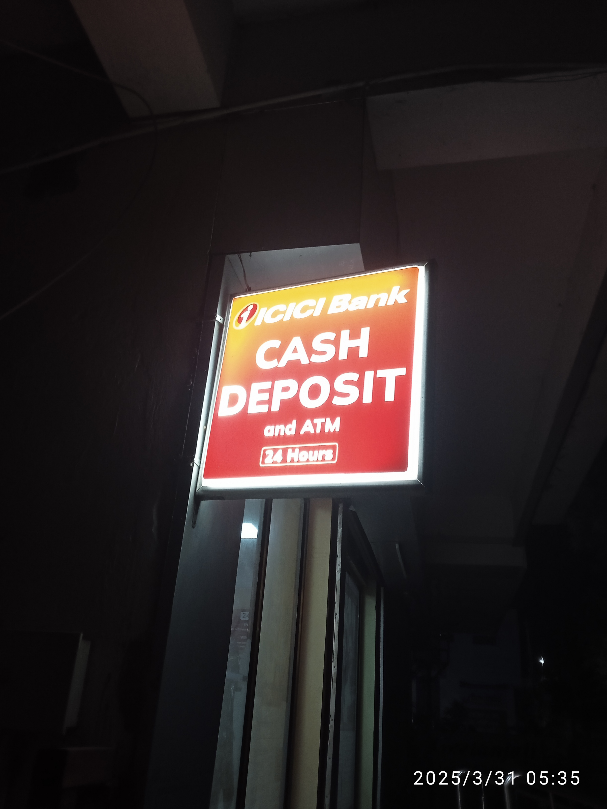 ICICI Bank
CASH
DEPOSIT
and ATM
24 Hours
2025/3/31 05:35